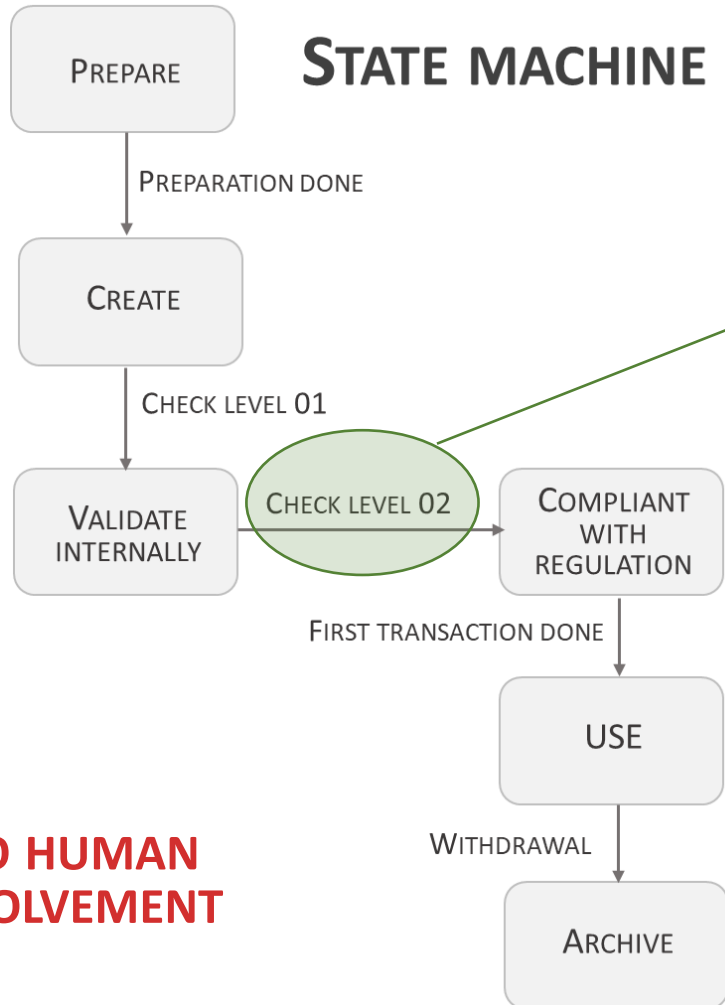 STATE MACHINE
PREPARE
PREPARATION DONE
CREATE
CHECK LEVEL 01
VALIDATE
INTERNALLY
CHECK LEVEL 02
COMPLIANT
WITH
REGULATION
FIRST TRANSACTION DONE
USE
WITHDRAWAL
HUMAN
ARCHIVE